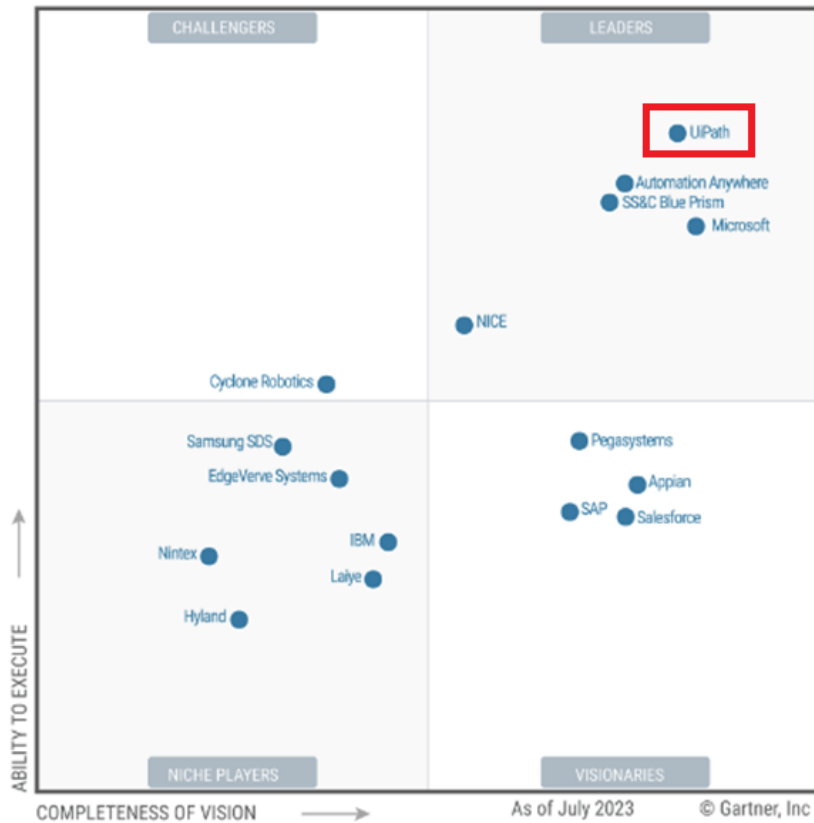 CHALLENGERS
LEADERS
UiPath
Automation Anywhere
SS&C Blue Prism
Microsoft
NICE
Cyclone Robotics
Samsung SDS
EdgeVerve Systems
Pegasystems
Appian
SAP
Salesforce
IBM
Nintex
Laiye
Hyland
ABILITY TO EXECUTE
NICHE PLAYERS
VISIONARIES
COMPLETENESS OF VISION
As of July 2023
© Gartner, Inc